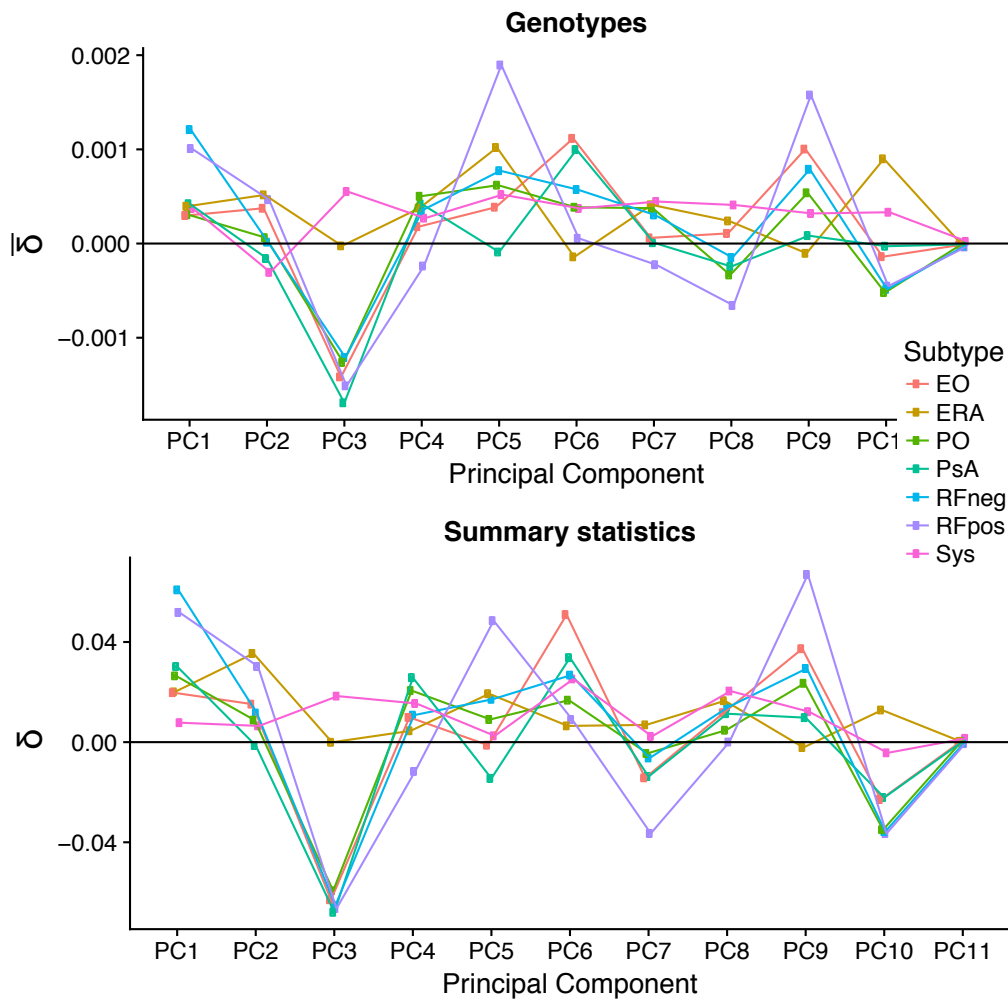 Genotypes
0.002
0.001
0.000
−0.001
δ
PC1 PC2 PC3 PC4 PC5 PC6 PC7 PC8 PC9 PC1
Principal Component
Subtype
EO
ERA
PO
PsA
RFneg
RFpos
Sys
Summary statistics
0.04
0.00
−0.04
δ
PC1 PC2 PC3 PC4 PC5 PC6 PC7 PC8 PC9 PC10 PC11
Principal Component